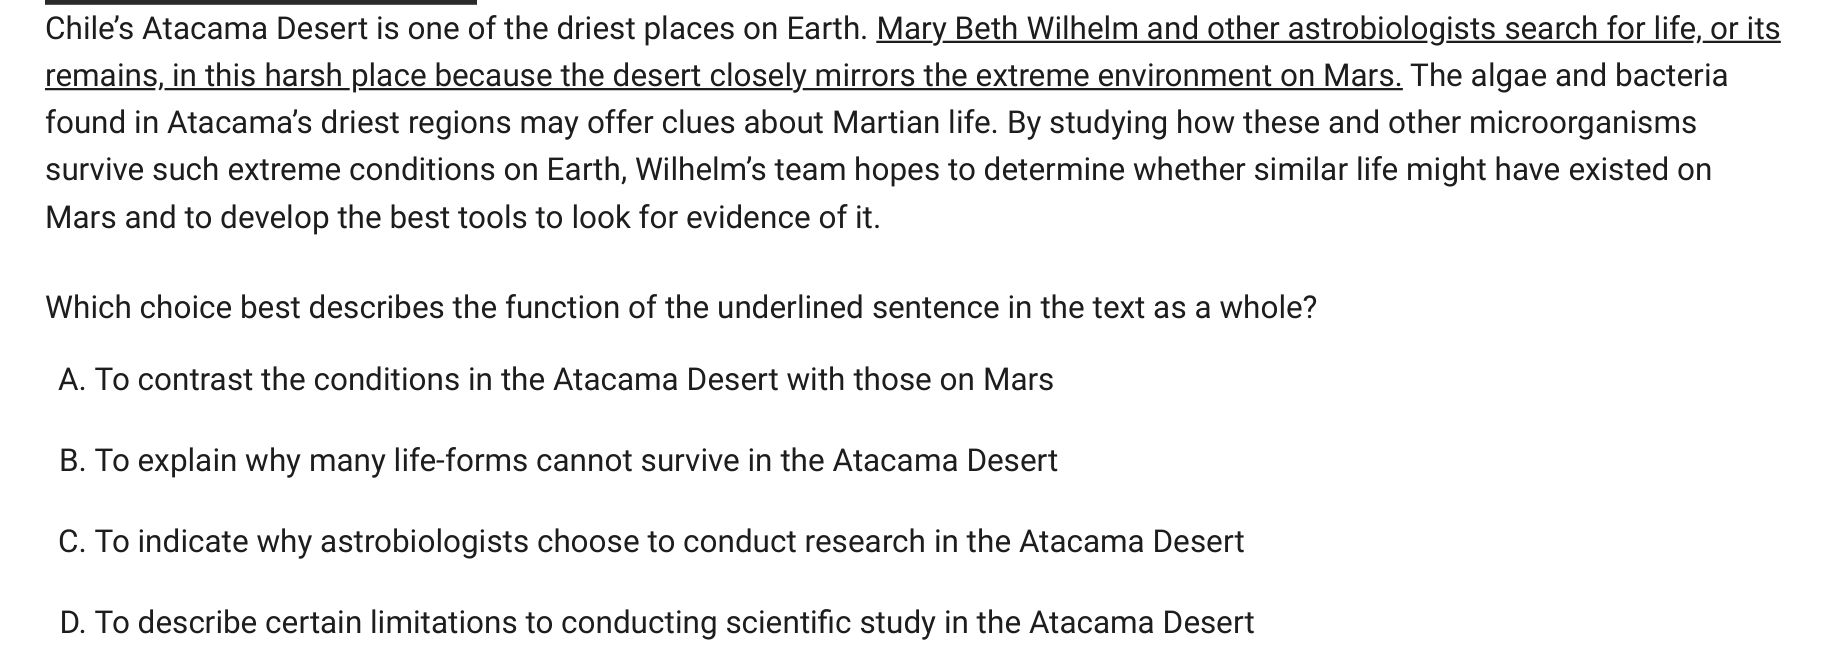 Chile’s Atacama Desert is one of the driest places on Earth. Mary Beth Wilhelm and other astrobiologists search for life, or its
remains, in this harsh place because the desert closely mirrors the extreme environment on Mars. The algae and bacteria
found in Atacama’s driest regions may offer clues about Martian life. By studying how these and other microorganisms
survive such extreme conditions on Earth, Wilhelm’s team hopes to determine whether similar life might have existed on
Mars and to develop the best tools to look for evidence of it.
Which choice best describes the function of the underlined sentence in the text as a whole?
A. To contrast the conditions in the Atacama Desert with those on Mars
B. To explain why many life-forms cannot survive in the Atacama Desert
C. To indicate why astrobiologists choose to conduct research in the Atacama Desert
D. To describe certain limitations to conducting scientific study in the Atacama Desert